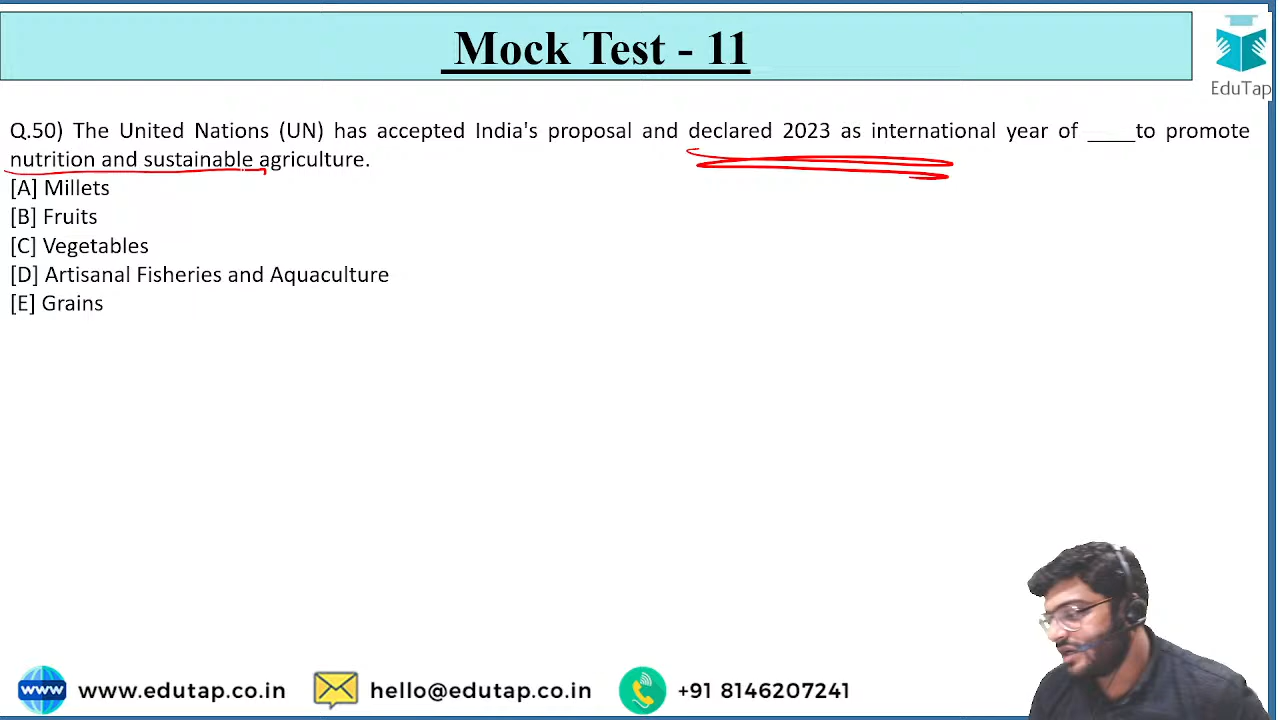 Mock Test - 11
EduTap
Q.50) The United Nations (UN) has accepted India's proposal and declared 2023 as international year of ____to promote
nutrition and sustainable agriculture.
[A] Millets
[B] Fruits
[C] Vegetables
[D] Artisanal Fisheries and Aquaculture
[E] Grains
www www.edutap.co.in hello@edutap.co.in +91 8146207241